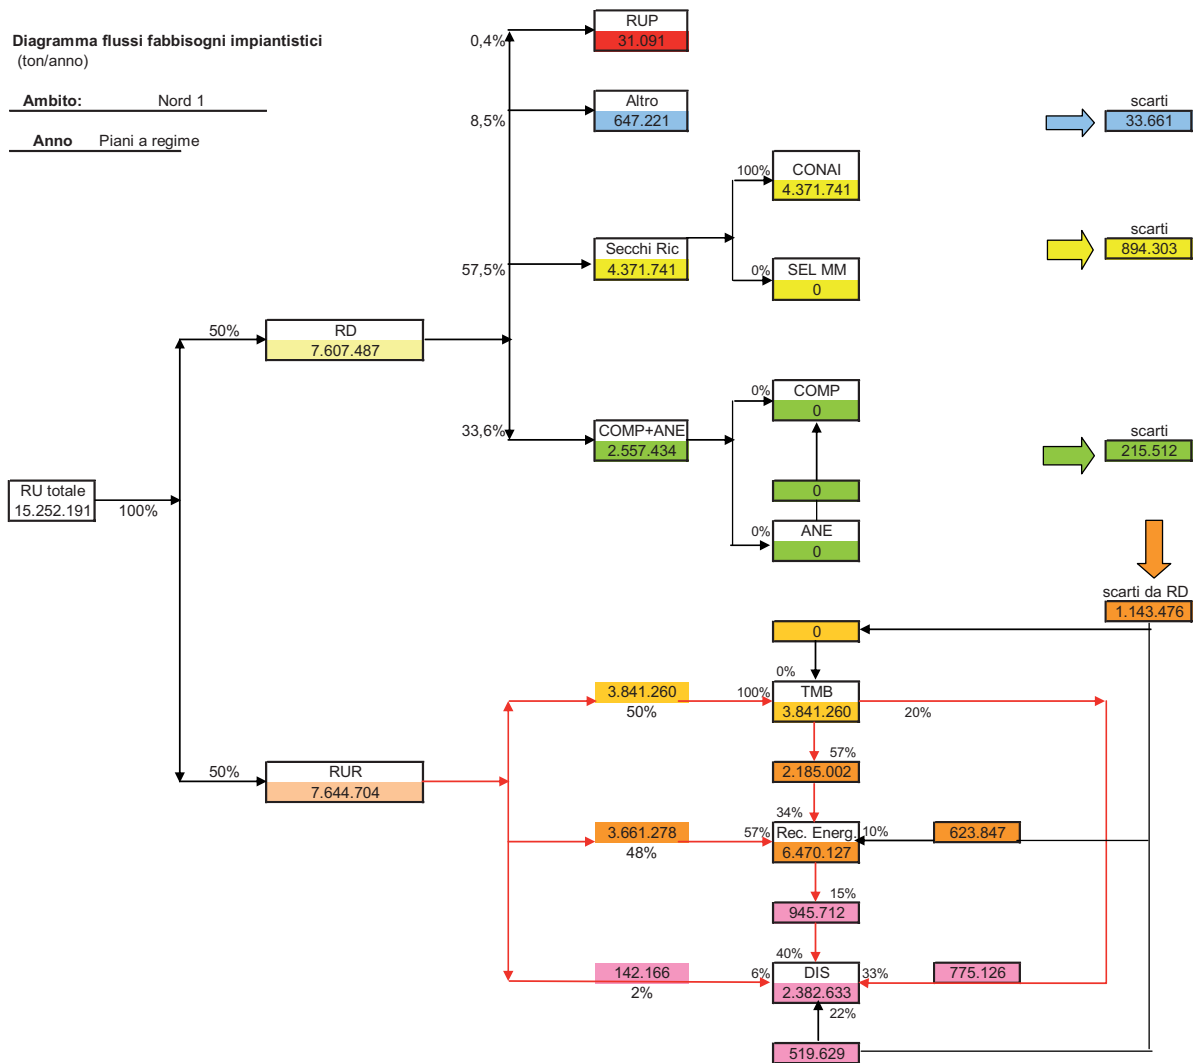 Diagramma flussi fabbisogni impiantistici
(ton/anno)
Ambito: Nord 1
Anno Piani a regime
RUP
0,4%
31.091
Altro
8,5%
647.221
scarti
33.661
CONAI
100%
4.371.741
Secchi Ric
57,5%
4.371.741
scarti
894.303
0%
SEL MM
0
50%
RD
7.607.487
COMP
0%
0
33,6%
COMP+ANE
2.557.434
scarti
215.512
0
0%
ANE
0
RU totale
15.252.191
100%
scarti da RD
1.143.476
0
0%
3.841.260
50%
100%
TMB
3.841.260
20%
57%
2.185.002
50%
RUR
7.644.704
34%
3.661.278
48%
57%
Rec. Energ.
6.470.127
10%
623.847
15%
945.712
40%
142.166
2%
6%
DIS
2.382.633
33%
775.126
22%
519.629